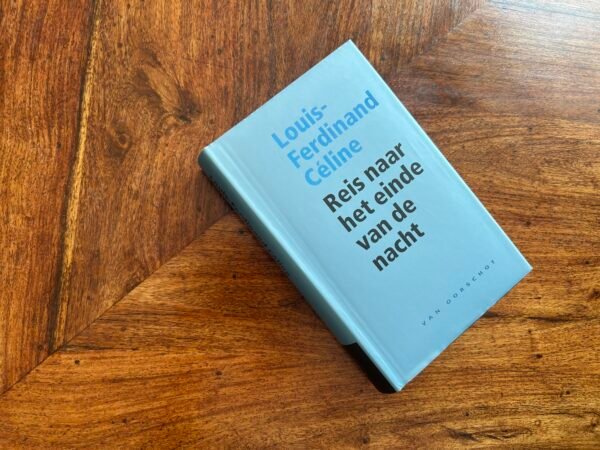 Louis-
Ferdinand
Céline
Reis naar
het einde
van de
nacht
VAN OORSCHOT